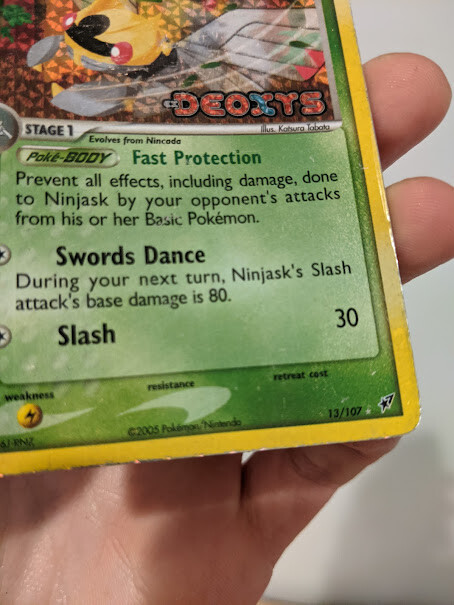 EX DEOXYS
Illus. Katsura Tabata
STAGE 1
Evolves from Nincada
Poké-BODY Fast Protection
Prevent all effects, including damage, done
to Ninjask by your opponent's attacks
from his or her Basic Pokémon.
Swords Dance
During your next turn, Ninjask's Slash
attack's base damage is 80.
Slash 30
weakness resistance retreat cost
13/107
©2005 Pokémon/Nintendo